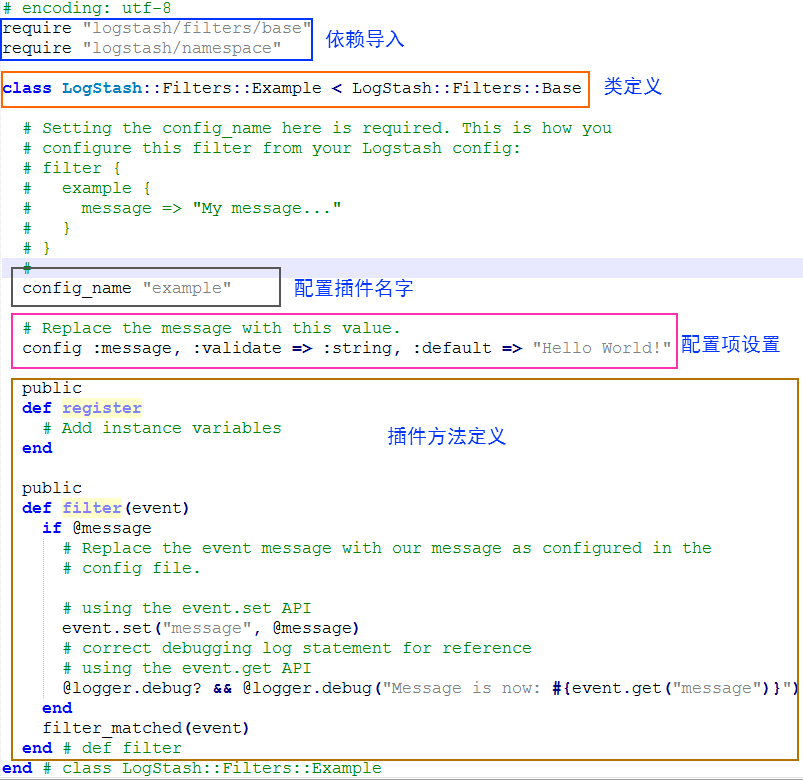 # encoding: utf-8
require "logstash/filters/base"
require "logstash/namespace"
依赖导入
class LogStash::Filters::Example < LogStash::Filters::Base
类定义
# Setting the config_name here is required. This is how you
# configure this filter from your Logstash config:
# filter {
#   example {
#     message => "My message..."
#   }
# }
#
config_name "example"
配置插件名字
# Replace the message with this value.
config :message, :validate => :string, :default => "Hello World!"
配置项设置
public
def register
# Add instance variables
end
插件方法定义
public
def filter(event)
if @message
# Replace the event message with our message as configured in the
# config file.
# using the event.set API
event.set("message", @message)
# correct debugging log statement for reference
# using the event.get API
@logger.debug? && @logger.debug("Message is now: #{event.get("message")}")
end
filter_matched(event)
end # def filter
end # class LogStash::Filters::Example